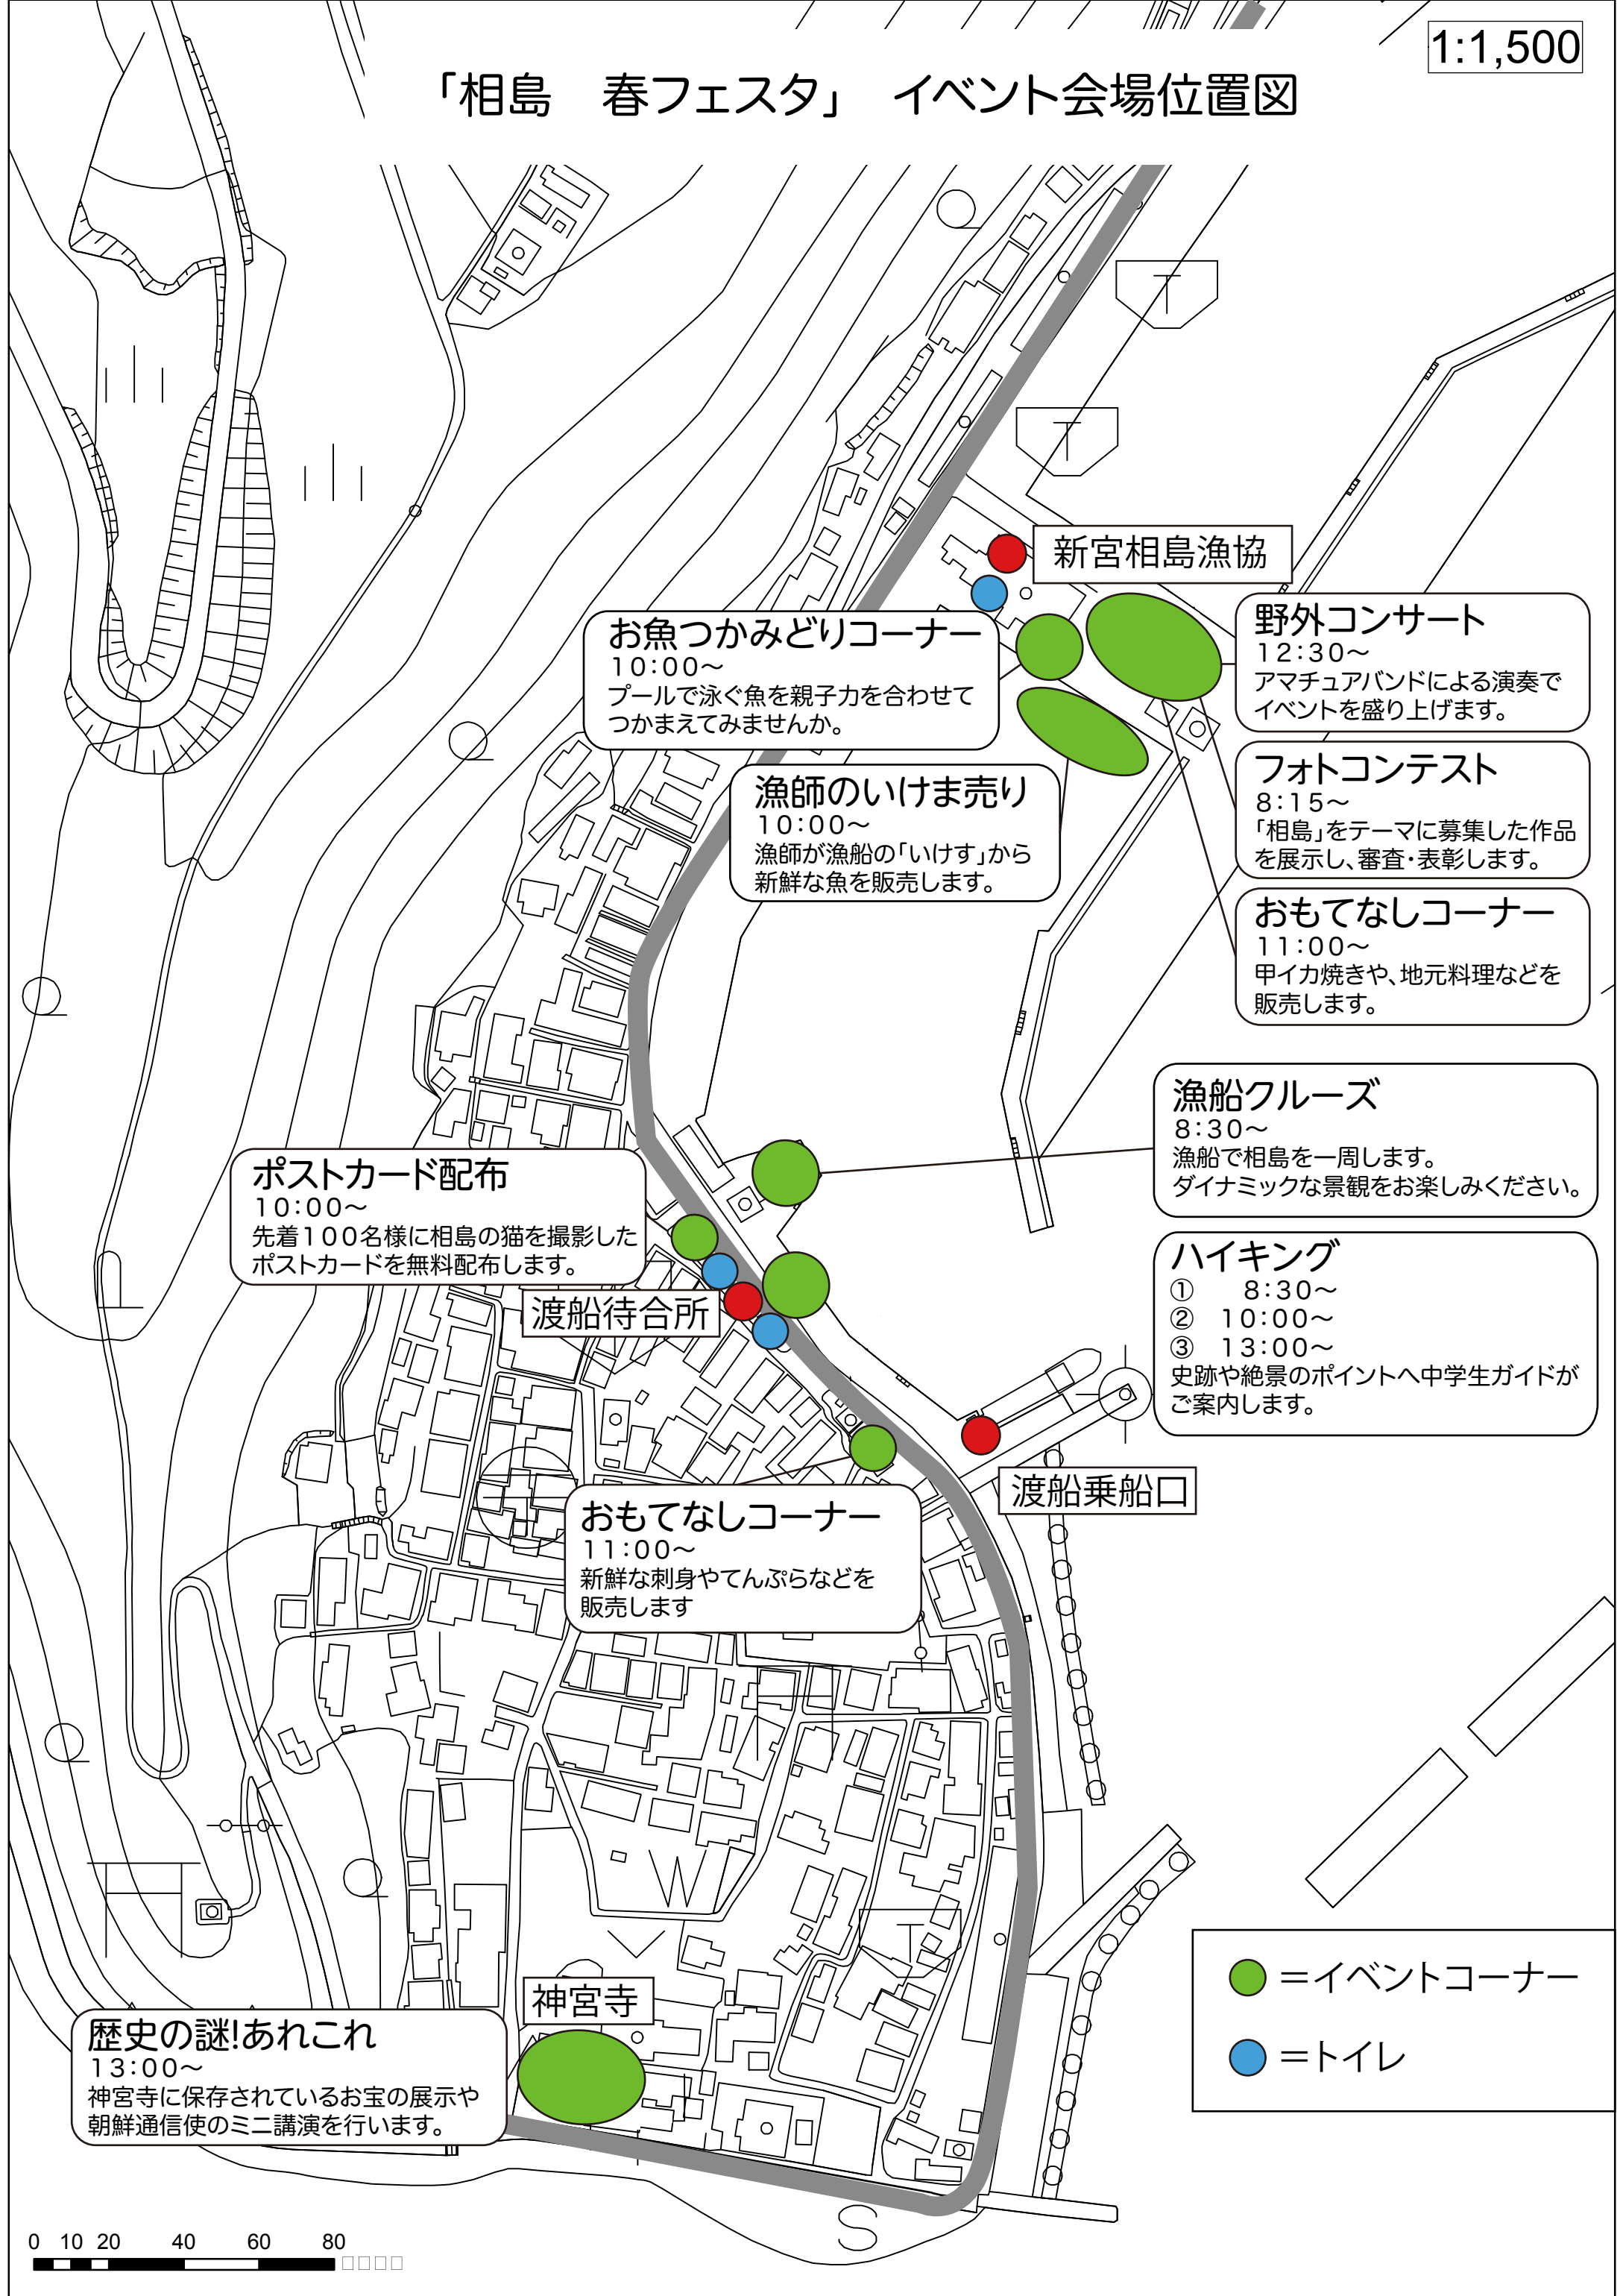 1:1,500
「相島　春フェスタ」　イベント会場位置図
新宮相島漁協
お魚つかみどりコーナー
10:00～
プールで泳ぐ魚を親子力を合わせて
つかまえてみませんか。
野外コンサート
12:30～
アマチュアバンドによる演奏で
イベントを盛り上げます。
漁師のいけま売り
10:00～
漁師が漁船の「いけす」から
新鮮な魚を販売します。
フォトコンテスト
8:15～
「相島」をテーマに募集した作品
を展示し、審査・表彰します。
おもてなしコーナー
11:00～
甲イカ焼きや、地元料理などを
販売します。
漁船クルーズ
8:30～
漁船で相島を一周します。
ダイナミックな景観をお楽しみください。
ポストカード配布
10:00～
先着100名様に相島の猫を撮影した
ポストカードを無料配布します。
渡船待合所
ハイキング
①　8:30～
②　10:00～
③　13:00～
史跡や絶景のポイントへ中学生ガイドが
ご案内します。
渡船乗船口
おもてなしコーナー
11:00～
新鮮な刺身やてんぷらなどを
販売します
神宮寺
歴史の謎!あれこれ
13:00～
神宮寺に保存されているお宝の展示や
朝鮮通信使のミニ講演を行います。
＝イベントコーナー
＝トイレ
S
0 10 20 40 60 80